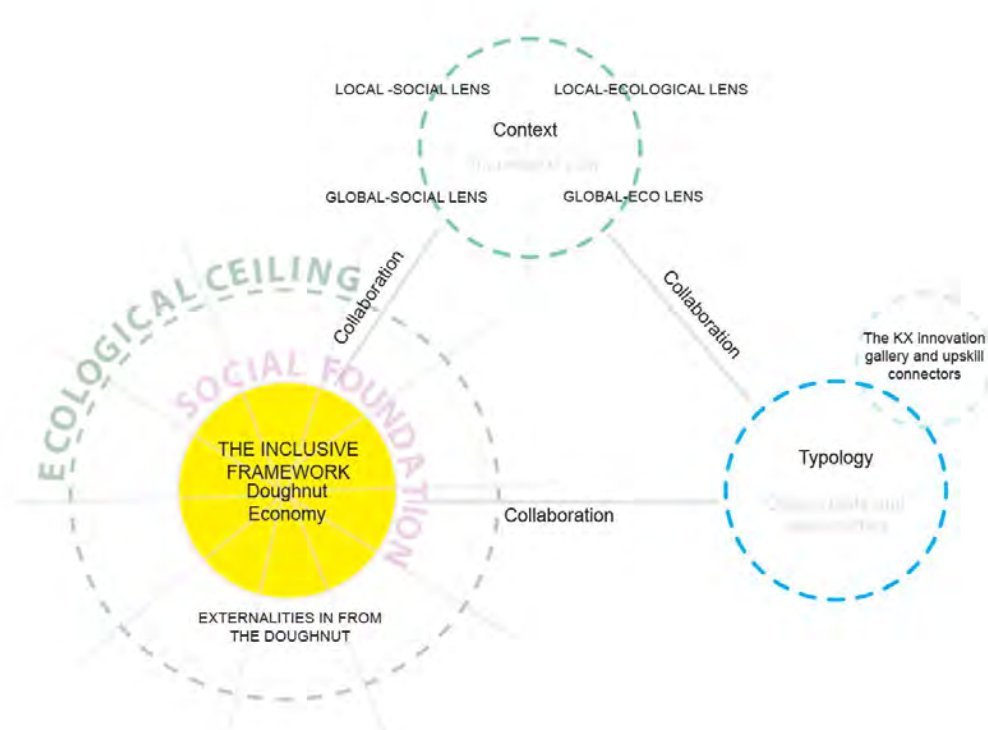 LOCAL -SOCIAL LENS
LOCAL-ECOLOGICAL LENS
Context
GLOBAL-SOCIAL LENS
GLOBAL-ECO LENS
Collaboration
Collaboration
ECOLOGICAL CEILING
SOCIAL FOUNDATION
The KX innovation
gallery and upskill
connectors
THE INCLUSIVE
FRAMEWORK
Doughnut
Economy
Typology
Collaboration
EXTERNALITIES IN FROM
THE DOUGHNUT